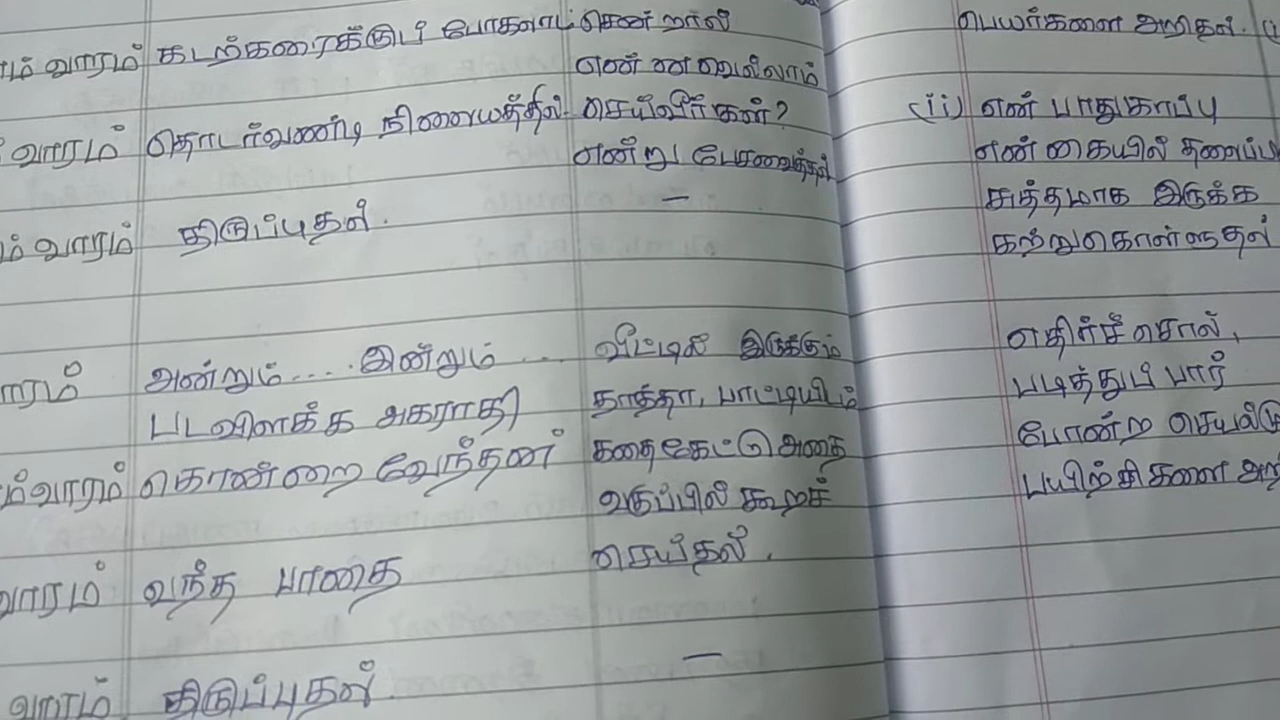 வாரம் கடற்கரைக்குப் போகலாம் சென்றால் பெயர்களை அறிதல்.
என்னவெல்லாம்
வாரம் தொடர்வண்டி நிலையத்தில் செய்வீர்கள்? (ii) என் பாதுகாப்பு
என்று பேசவைத்தல் என் கையில்
சுத்தமாக இருக்க
வாரம் திருப்புதல். — கற்றுகொள்ளுதல்
வாரம் அன்றும்.... இன்றும் ... வீட்டில் இருக்கும் எதிர்ச்சொல்,
படவிளக்க அகராதி தாத்தா, பாட்டியிடம் படித்துப் பார்
வாரம் கொன்றை வேந்தன் கதைகேட்டு அதை போன்ற
வகுப்பில் கூறச் பயிற்சிகளை
வாரம் வந்த பாதை செய்தல்.
வாரம் திருப்புதல். —